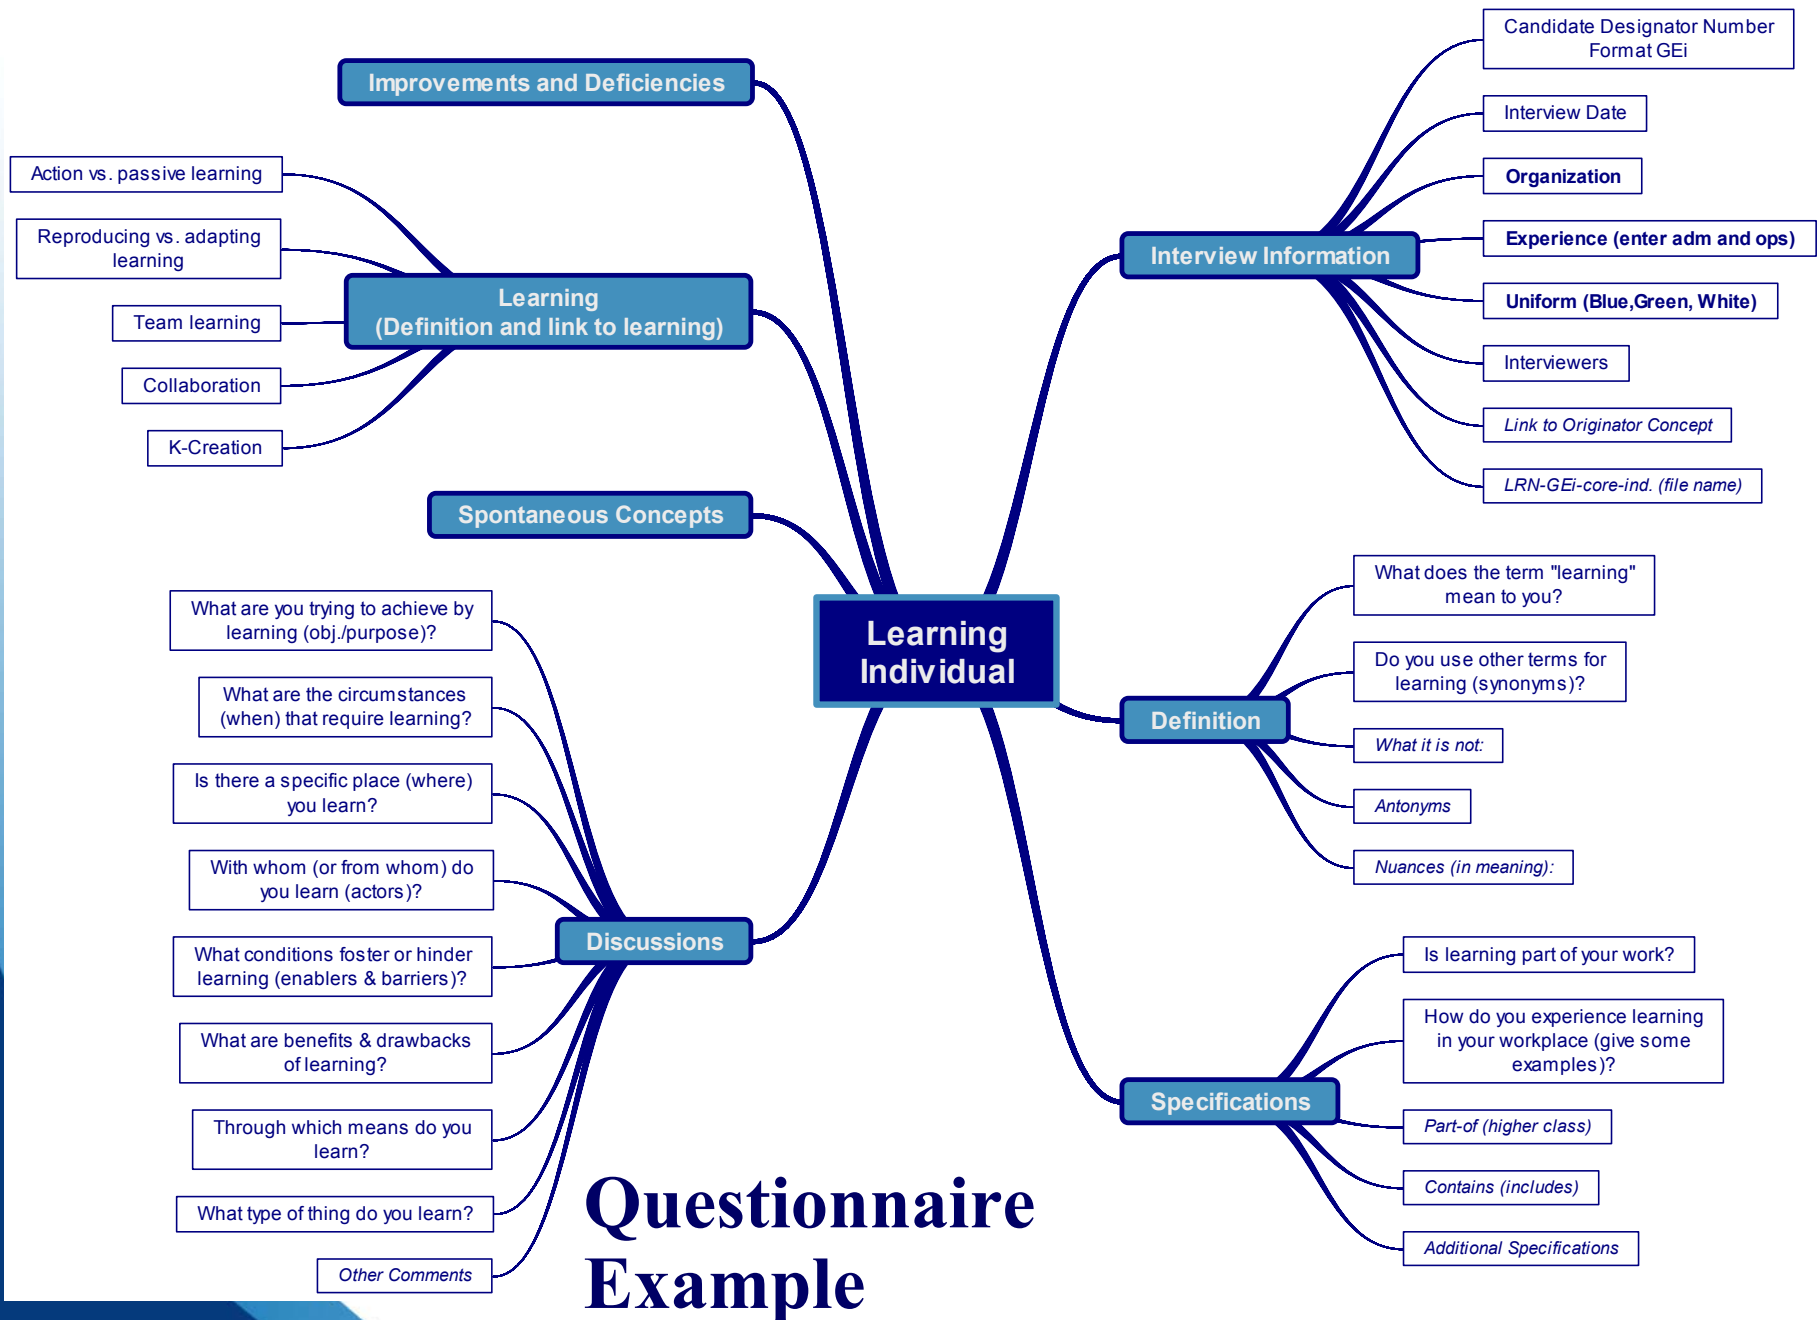 Learning
Individual
Interview Information
Candidate Designator Number
Format GEi
Interview Date
Organization
Experience (enter adm and ops)
Uniform (Blue,Green, White)
Interviewers
Link to Originator Concept
LRN-GEi-core-ind. (file name)
Definition
What does the term "learning"
mean to you?
Do you use other terms for
learning (synonyms)?
What it is not:
Antonyms
Nuances (in meaning):
Specifications
Is learning part of your work?
How do you experience learning
in your workplace (give some
examples)?
Part-of (higher class)
Contains (includes)
Additional Specifications
Improvements and Deficiencies
Learning
(Definition and link to learning)
Action vs. passive learning
Reproducing vs. adapting
learning
Team learning
Collaboration
K-Creation
Spontaneous Concepts
Discussions
What are you trying to achieve by
learning (obj./purpose)?
What are the circumstances
(when) that require learning?
Is there a specific place (where)
you learn?
With whom (or from whom) do
you learn (actors)?
What conditions foster or hinder
learning (enablers & barriers)?
What are benefits & drawbacks
of learning?
Through which means do you
learn?
What type of thing do you learn?
Other Comments
Questionnaire
Example